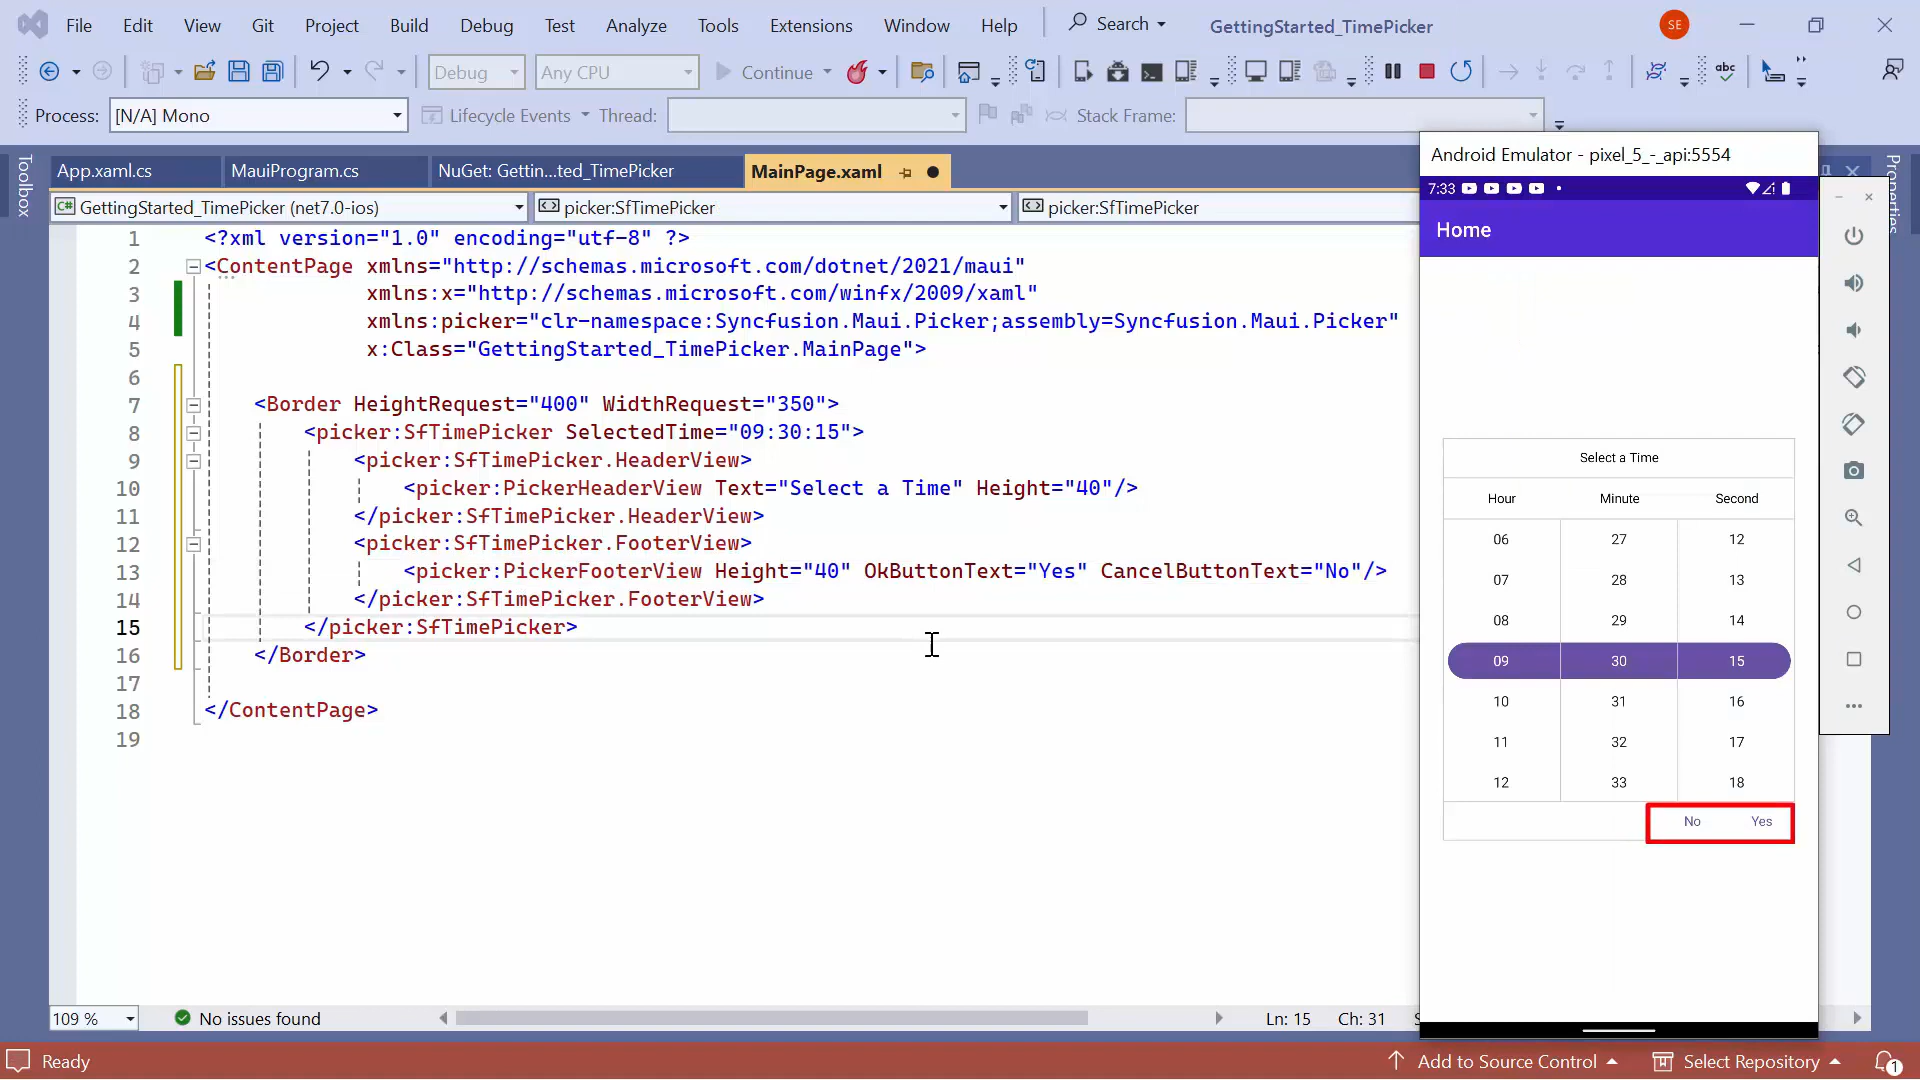 File Edit View Git Project Build Debug Test Analyze Tools Extensions Window Help Search GettingStarted_TimePicker SE
Debug Any CPU Continue abc
Process: [N/A] Mono Lifecycle Events Thread: Stack Frame:
Toolbox
App.xaml.cs MauiProgram.cs NuGet: Gettin...ted_TimePicker MainPage.xaml
Properties
GettingStarted_TimePicker (net7.0-ios) picker:SfTimePicker picker:SfTimePicker
1 <?xml version="1.0" encoding="utf-8" ?>
2 <ContentPage xmlns="http://schemas.microsoft.com/dotnet/2021/maui"
3 xmlns:x="http://schemas.microsoft.com/winfx/2009/xaml"
4 xmlns:picker="clr-namespace:Syncfusion.Maui.Picker;assembly=Syncfusion.Maui.Picker"
5 x:Class="GettingStarted_TimePicker.MainPage">
6
7 <Border HeightRequest="400" WidthRequest="350">
8 <picker:SfTimePicker SelectedTime="09:30:15">
9 <picker:SfTimePicker.HeaderView>
10 <picker:PickerHeaderView Text="Select a Time" Height="40"/>
11 </picker:SfTimePicker.HeaderView>
12 <picker:SfTimePicker.FooterView>
13 <picker:PickerFooterView Height="40" OkButtonText="Yes" CancelButtonText="No"/>
14 </picker:SfTimePicker.FooterView>
15 </picker:SfTimePicker>
16 </Border>
17
18 </ContentPage>
19
Android Emulator - pixel_5_-_api:5554
7:33
Home
Select a Time
Hour Minute Second
06 27 12
07 28 13
08 29 14
09 30 15
10 31 16
11 32 17
12 33 18
No Yes
109 % No issues found Ln: 15 Ch: 31
Ready Add to Source Control Select Repository 1